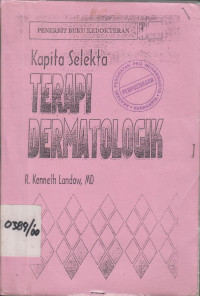 PENERBIT BUKU KEDOKTERAN
Kapita Selekta
TERAPI
DERMATOLOGIK
R. Kenneth Landow, MD
0389/00